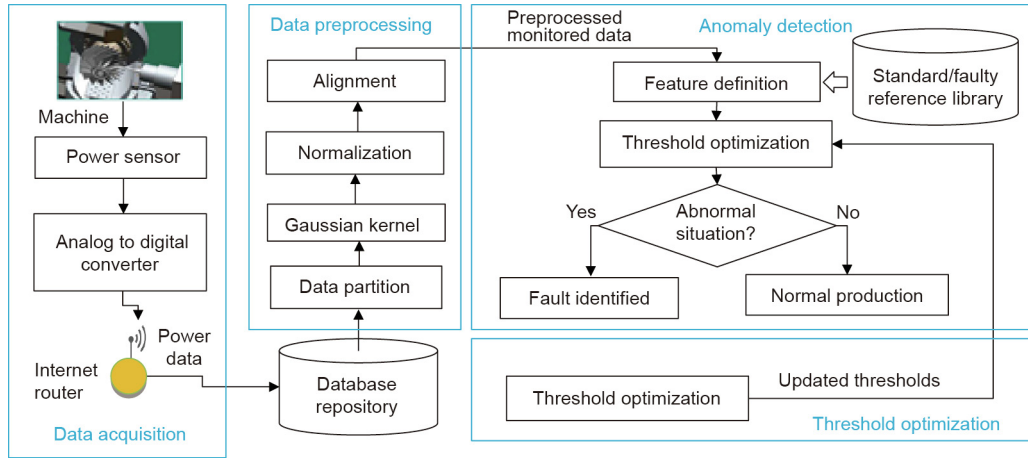 Machine
Power sensor
Analog to digital
converter
Power
data
Internet
router
Data acquisition
Data preprocessing
Alignment
Normalization
Gaussian kernel
Data partition
Database
repository
Preprocessed
monitored data
Anomaly detection
Feature definition
Standard/faulty
reference library
Threshold optimization
Yes
Abnormal
situation?
No
Fault identified
Normal production
Threshold optimization
Updated thresholds
Threshold optimization